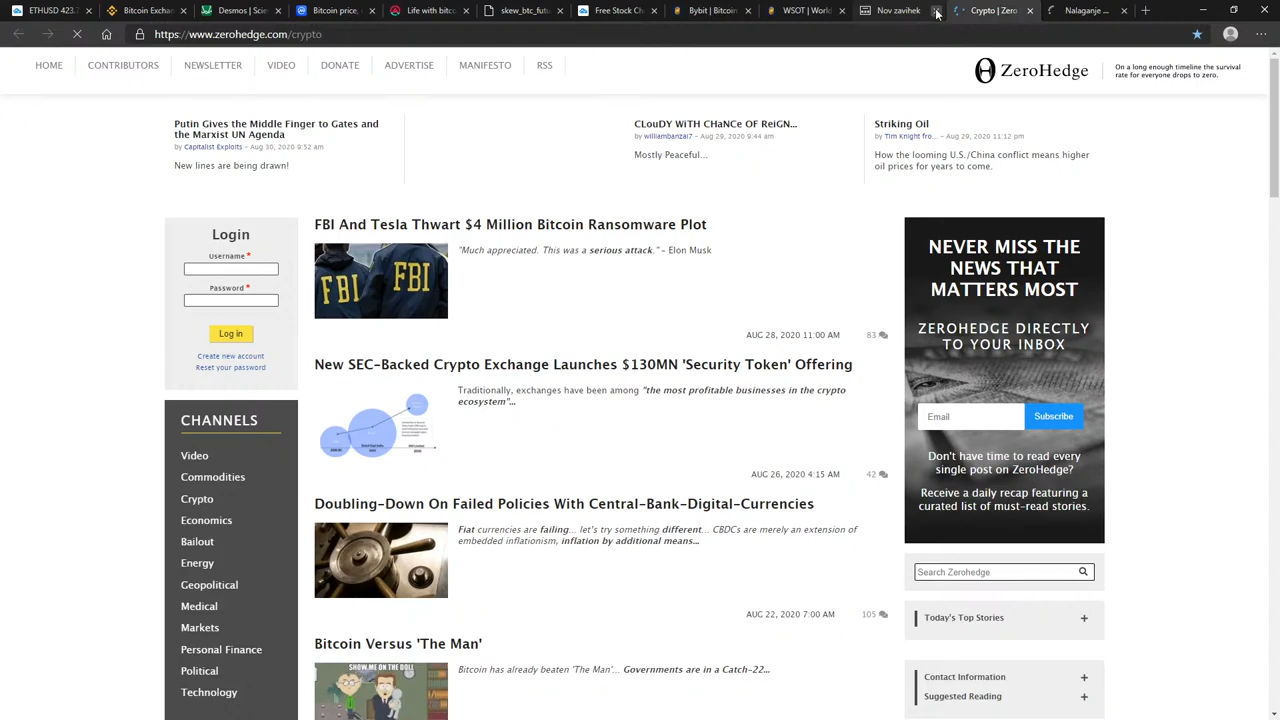 ETHUSD 423.7
Bitcoin Exch
Desmos | Scien
Bitcoin price,
Life with bitco
skew_btc_futu
Free Stock Ch
Bybit | Bitcoin
WSOT | World
Nov zavihek
Crypto | Zero
Nalaganje ...
https://www.zerohedge.com/crypto
HOME
CONTRIBUTORS
NEWSLETTER
VIDEO
DONATE
ADVERTISE
MANIFESTO
RSS
ZeroHedge
On a long enough timeline the survival
rate for everyone drops to zero.
Putin Gives the Middle Finger to Gates and
the Marxist UN Agenda
by Capitalist Exploits - Aug 30, 2020 9:52 am
New lines are being drawn!
CLouDY WiTH CHaNCe OF ReiGN...
by williambanzai7 - Aug 29, 2020 9:44 am
Mostly Peaceful...
Striking Oil
by Tim Knight fro... - Aug 29, 2020 11:12 pm
How the looming U.S./China conflict means higher
oil prices for years to come.
Login
Username *
Password *
Log in
Create new account
Reset your password
CHANNELS
Video
Commodities
Crypto
Economics
Bailout
Energy
Geopolitical
Medical
Markets
Personal Finance
Political
Technology
FBI And Tesla Thwart $4 Million Bitcoin Ransomware Plot
FBI
FBI
"Much appreciated. This was a serious attack." - Elon Musk
AUG 28, 2020 11:00 AM
83
New SEC-Backed Crypto Exchange Launches $130MN 'Security Token' Offering
Traditionally, exchanges have been among "the most profitable businesses in the crypto
ecosystem"...
AUG 26, 2020 4:15 AM
42
Doubling-Down On Failed Policies With Central-Bank-Digital-Currencies
Fiat currencies are failing... let's try something different... CBDCs are merely an extension of
embedded inflationism, inflation by additional means...
AUG 22, 2020 7:00 AM
105
Bitcoin Versus 'The Man'
SHOW ME ON THE DOLL
Bitcoin has already beaten 'The Man'... Governments are in a Catch-22...
NEVER MISS THE
NEWS THAT
MATTERS MOST
ZEROHEDGE DIRECTLY
TO YOUR INBOX
Email
Subscribe
Don't have time to read every
single post on ZeroHedge?
Receive a daily recap featuring a
curated list of must-read stories.
Search Zerohedge
Today's Top Stories
Contact Information
Suggested Reading